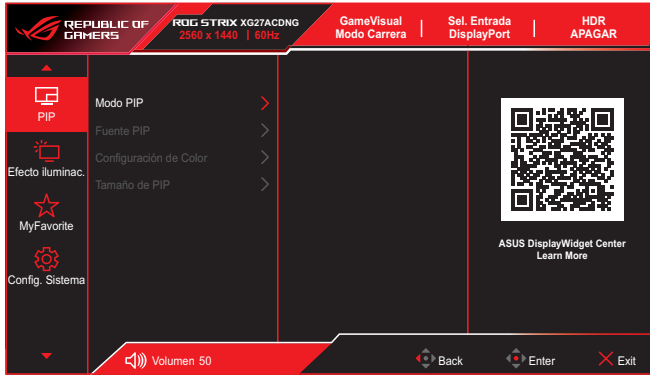 REPUBLIC OF
GAMERS
ROG STRIX XG27ACDNG
2560 x 1440 | 60Hz
GameVisual
Modo Carrera
Sel. Entrada
DisplayPort
HDR
APAGAR
PIP
Efecto iluminac.
MyFavorite
Config. Sistema
Modo PIP
Fuente PIP
Configuración de Color
Tamaño de PIP
ASUS DisplayWidget Center
Learn More
Volumen 50
Back
Enter
Exit